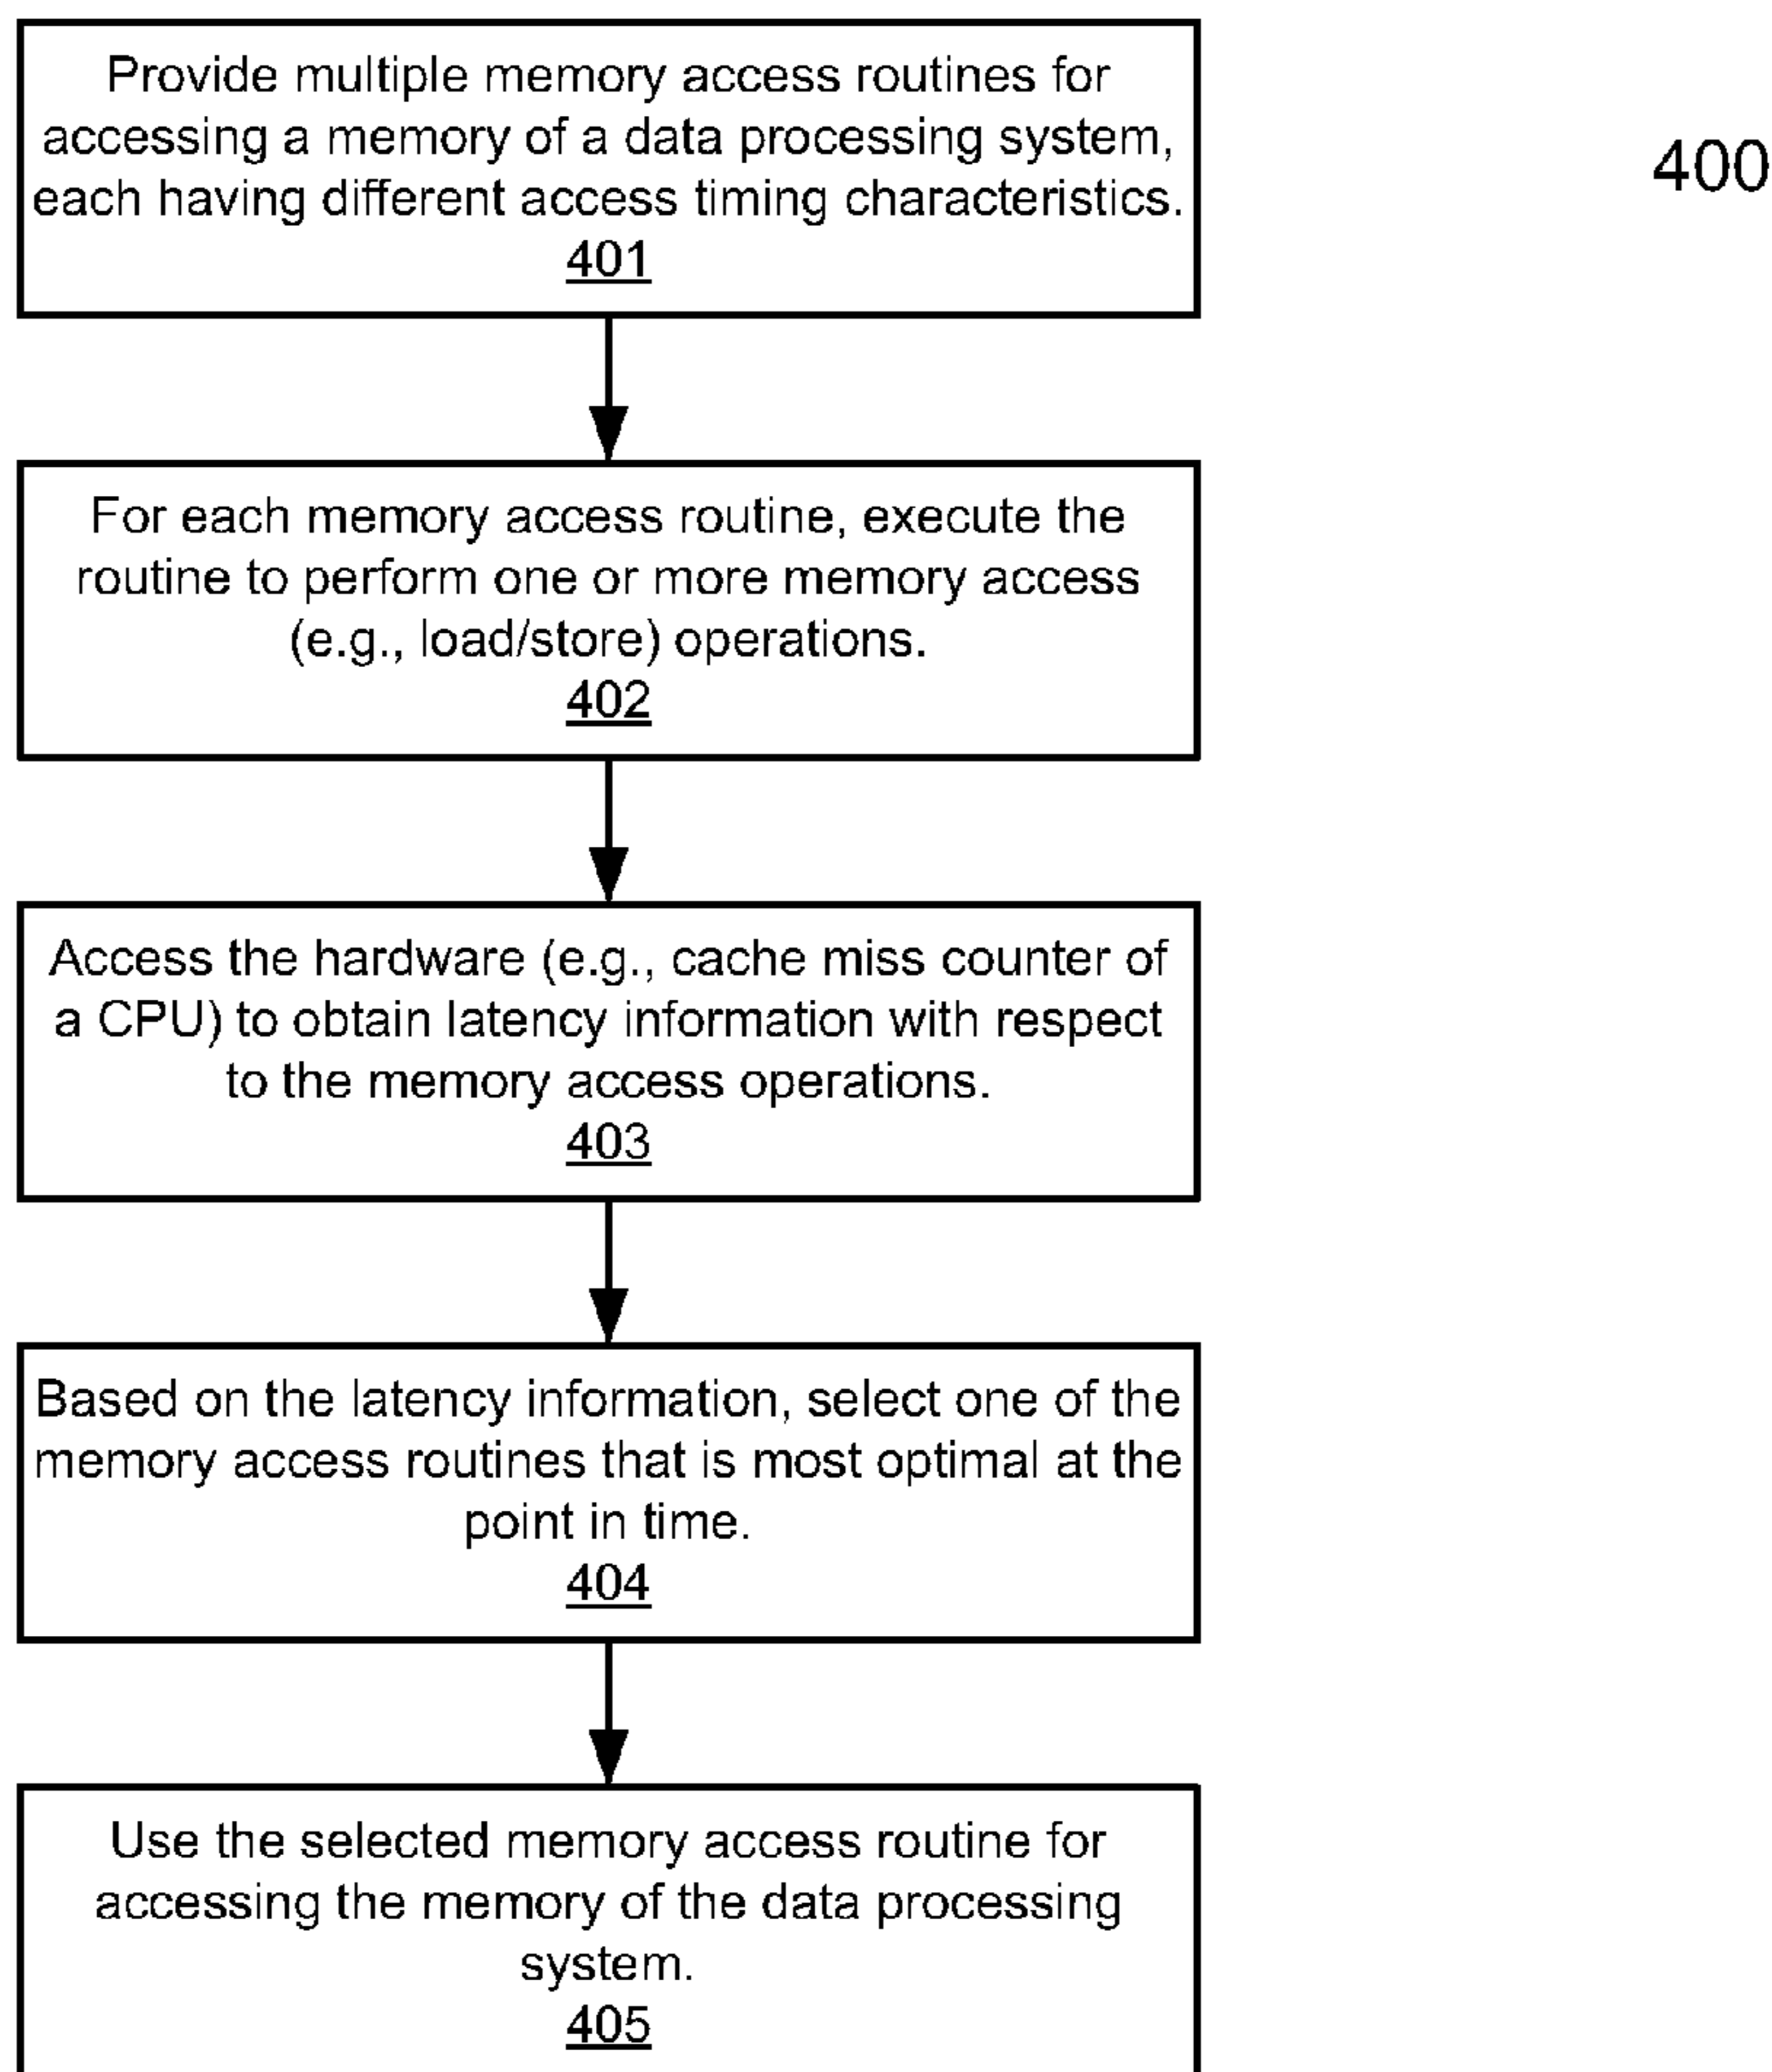 Provide multiple memory access routines for
accessing a memory of a data processing system,
each having different access timing characteristics.
401
400
For each memory access routine, execute the
routine to perform one or more memory access
(e.g., load/store) operations.
402
Access the hardware (e.g., cache miss counter of
a CPU) to obtain latency information with respect
to the memory access operations.
403
Based on the latency information, select one of the
memory access routines that is most optimal at the
point in time.
404
Use the selected memory access routine for
accessing the memory of the data processing
system.
405